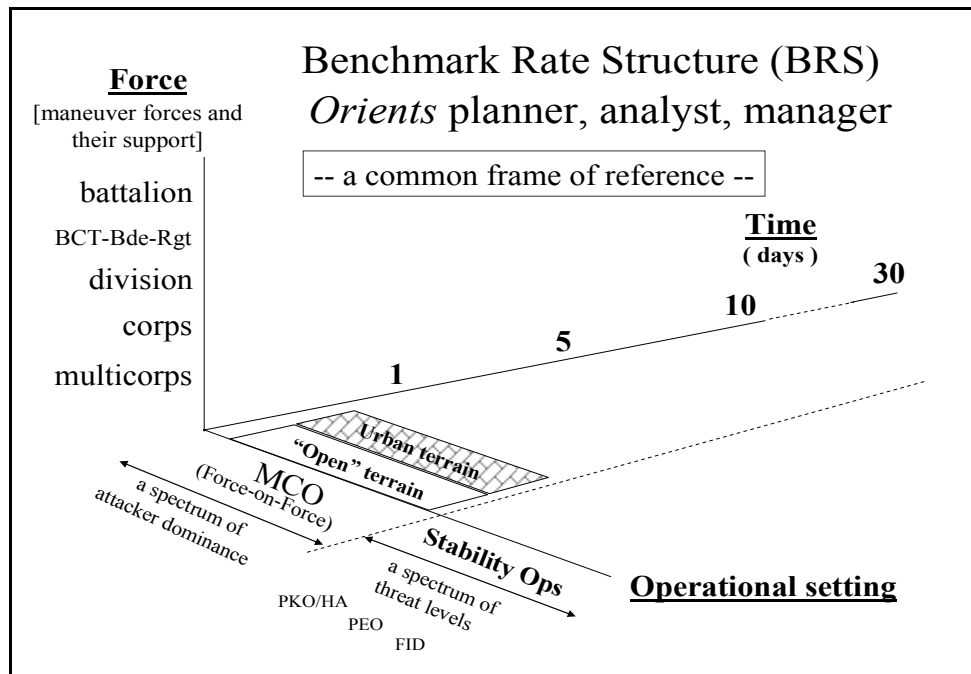 Force
[maneuver forces and
their support]
Benchmark Rate Structure (BRS)
Orients planner, analyst, manager
-- a common frame of reference --
battalion
BCT-Bde-Rgt
division
corps
multicorps
Time
( days )
1
5
10
30
Urban terrain
“Open” terrain
MCO
(Force-on-Force)
a spectrum of
attacker dominance
Stability Ops
a spectrum of
threat levels
Operational setting
PKO/HA
PEO
FID